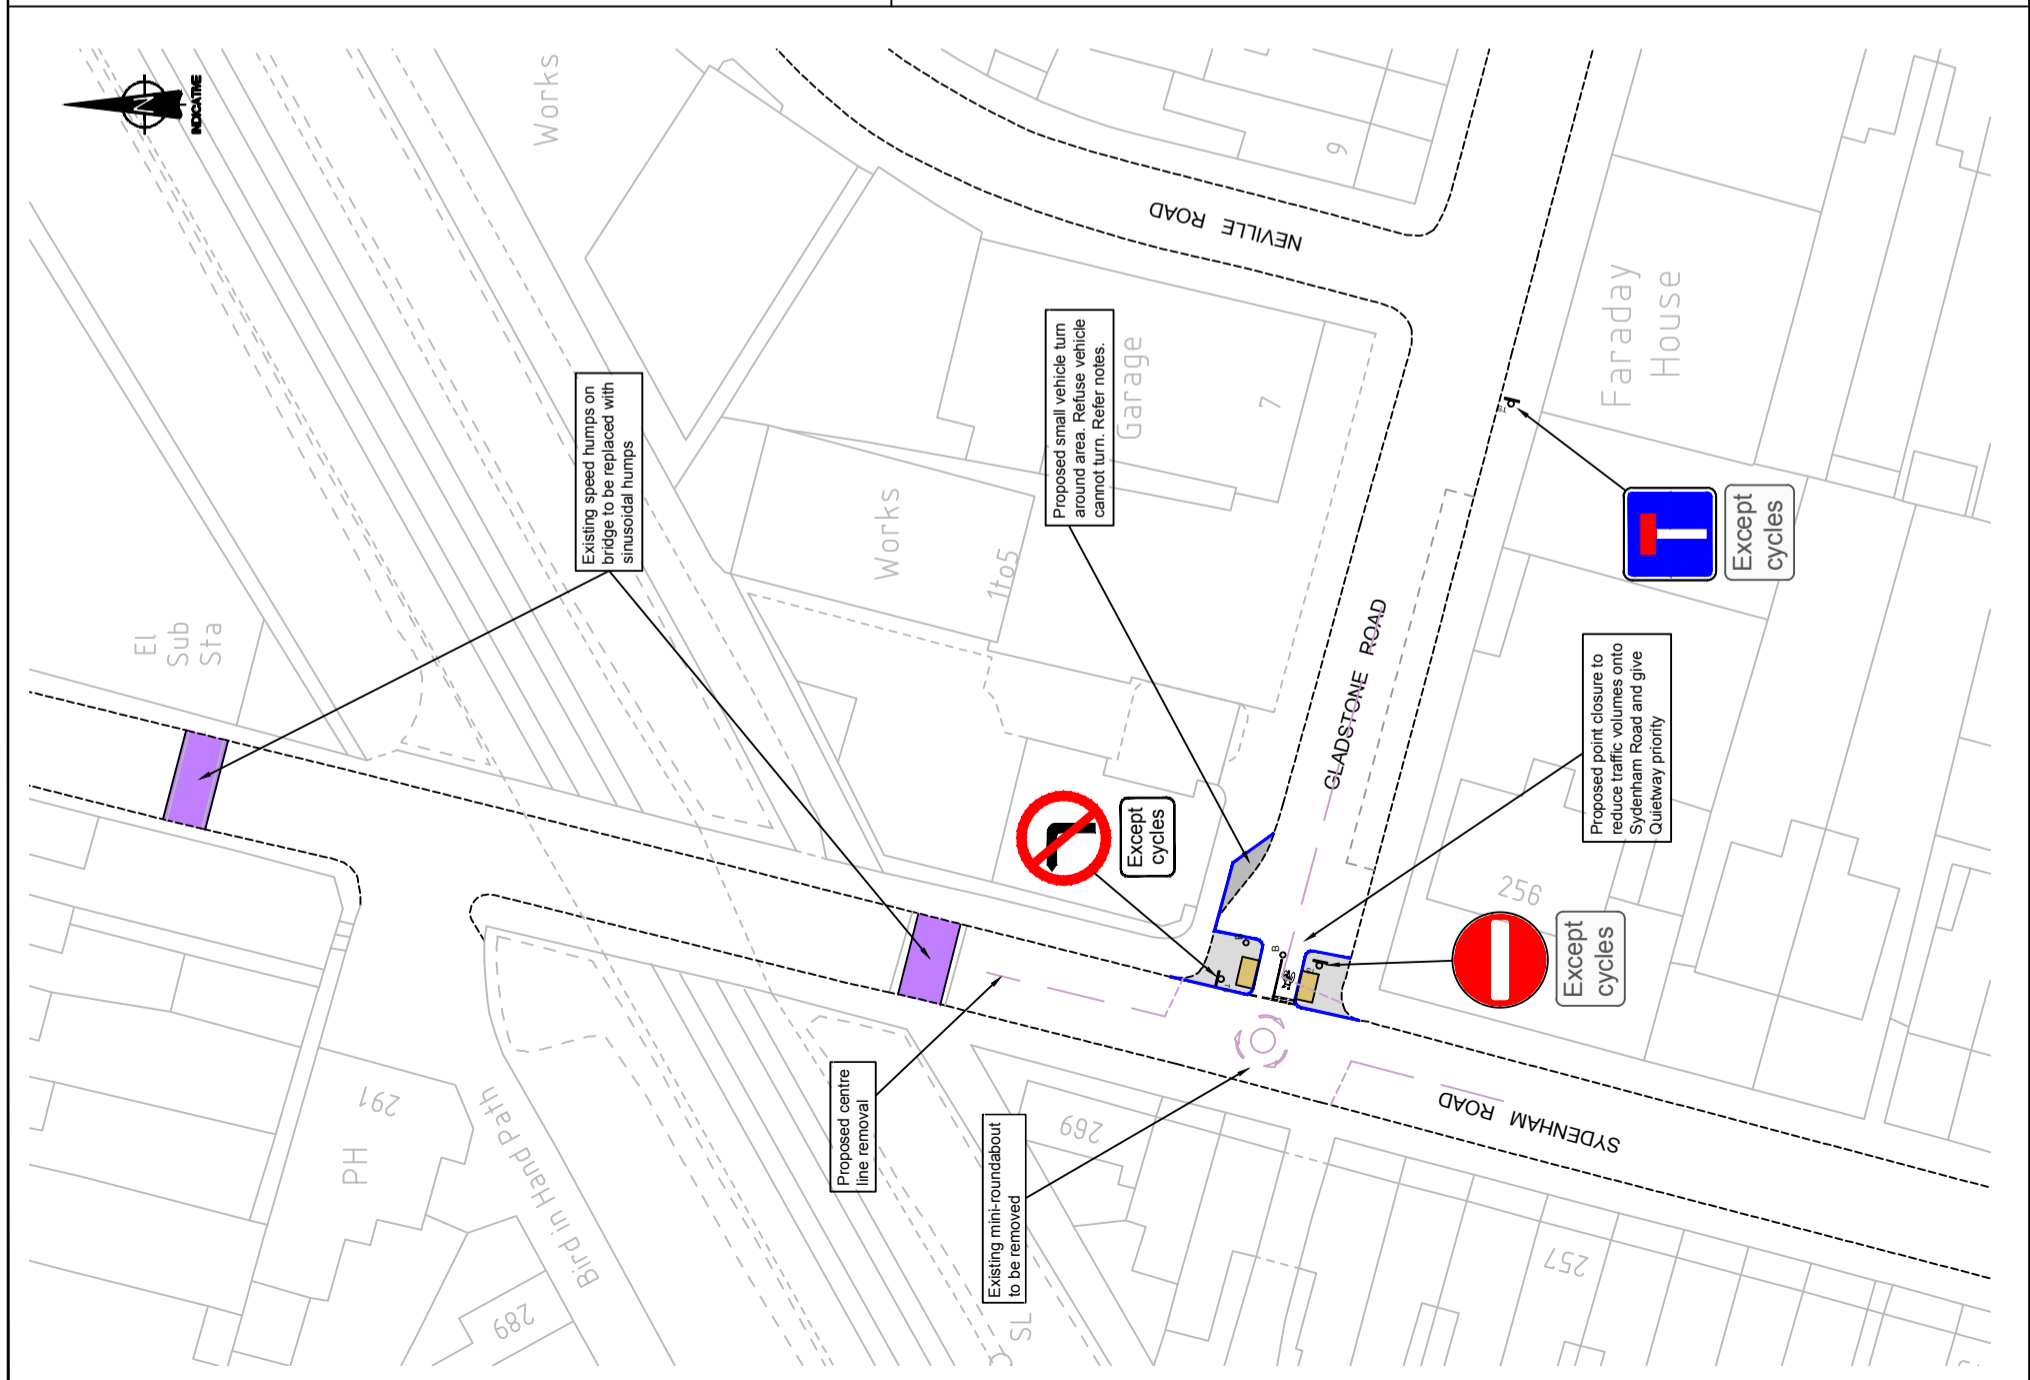 N
INDICATIVE
Works
El
Sub
Sta
Existing speed humps on
bridge to be replaced with
sinusoidal humps
NEVILLE ROAD
9
Proposed small vehicle turn
around area. Refuse vehicle
cannot turn. Refer notes.
Garage
7
Works
1to5
Faraday
House
Except
cycles
GLADSTONE ROAD
Proposed point closure to
reduce traffic volumes onto
Sydenham Road and give
Quietway priority
256
Except
cycles
Except
cycles
B
Proposed centre
line removal
Existing mini-roundabout
to be removed
SYDENHAM ROAD
291
PH
Bird in Hand Path
289
269
SL
257